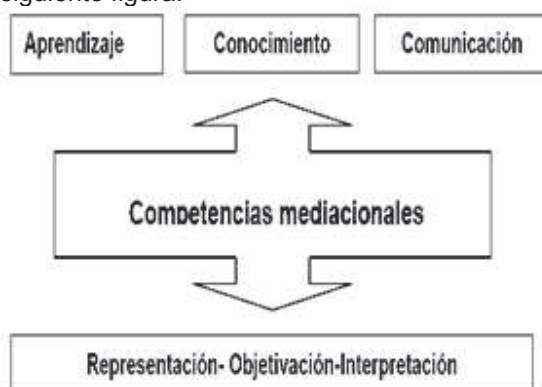 siguiente figura:
Aprendizaje
Conocimiento
Comunicación
Competencias mediacionales
Representación- Objetivación-Interpretación